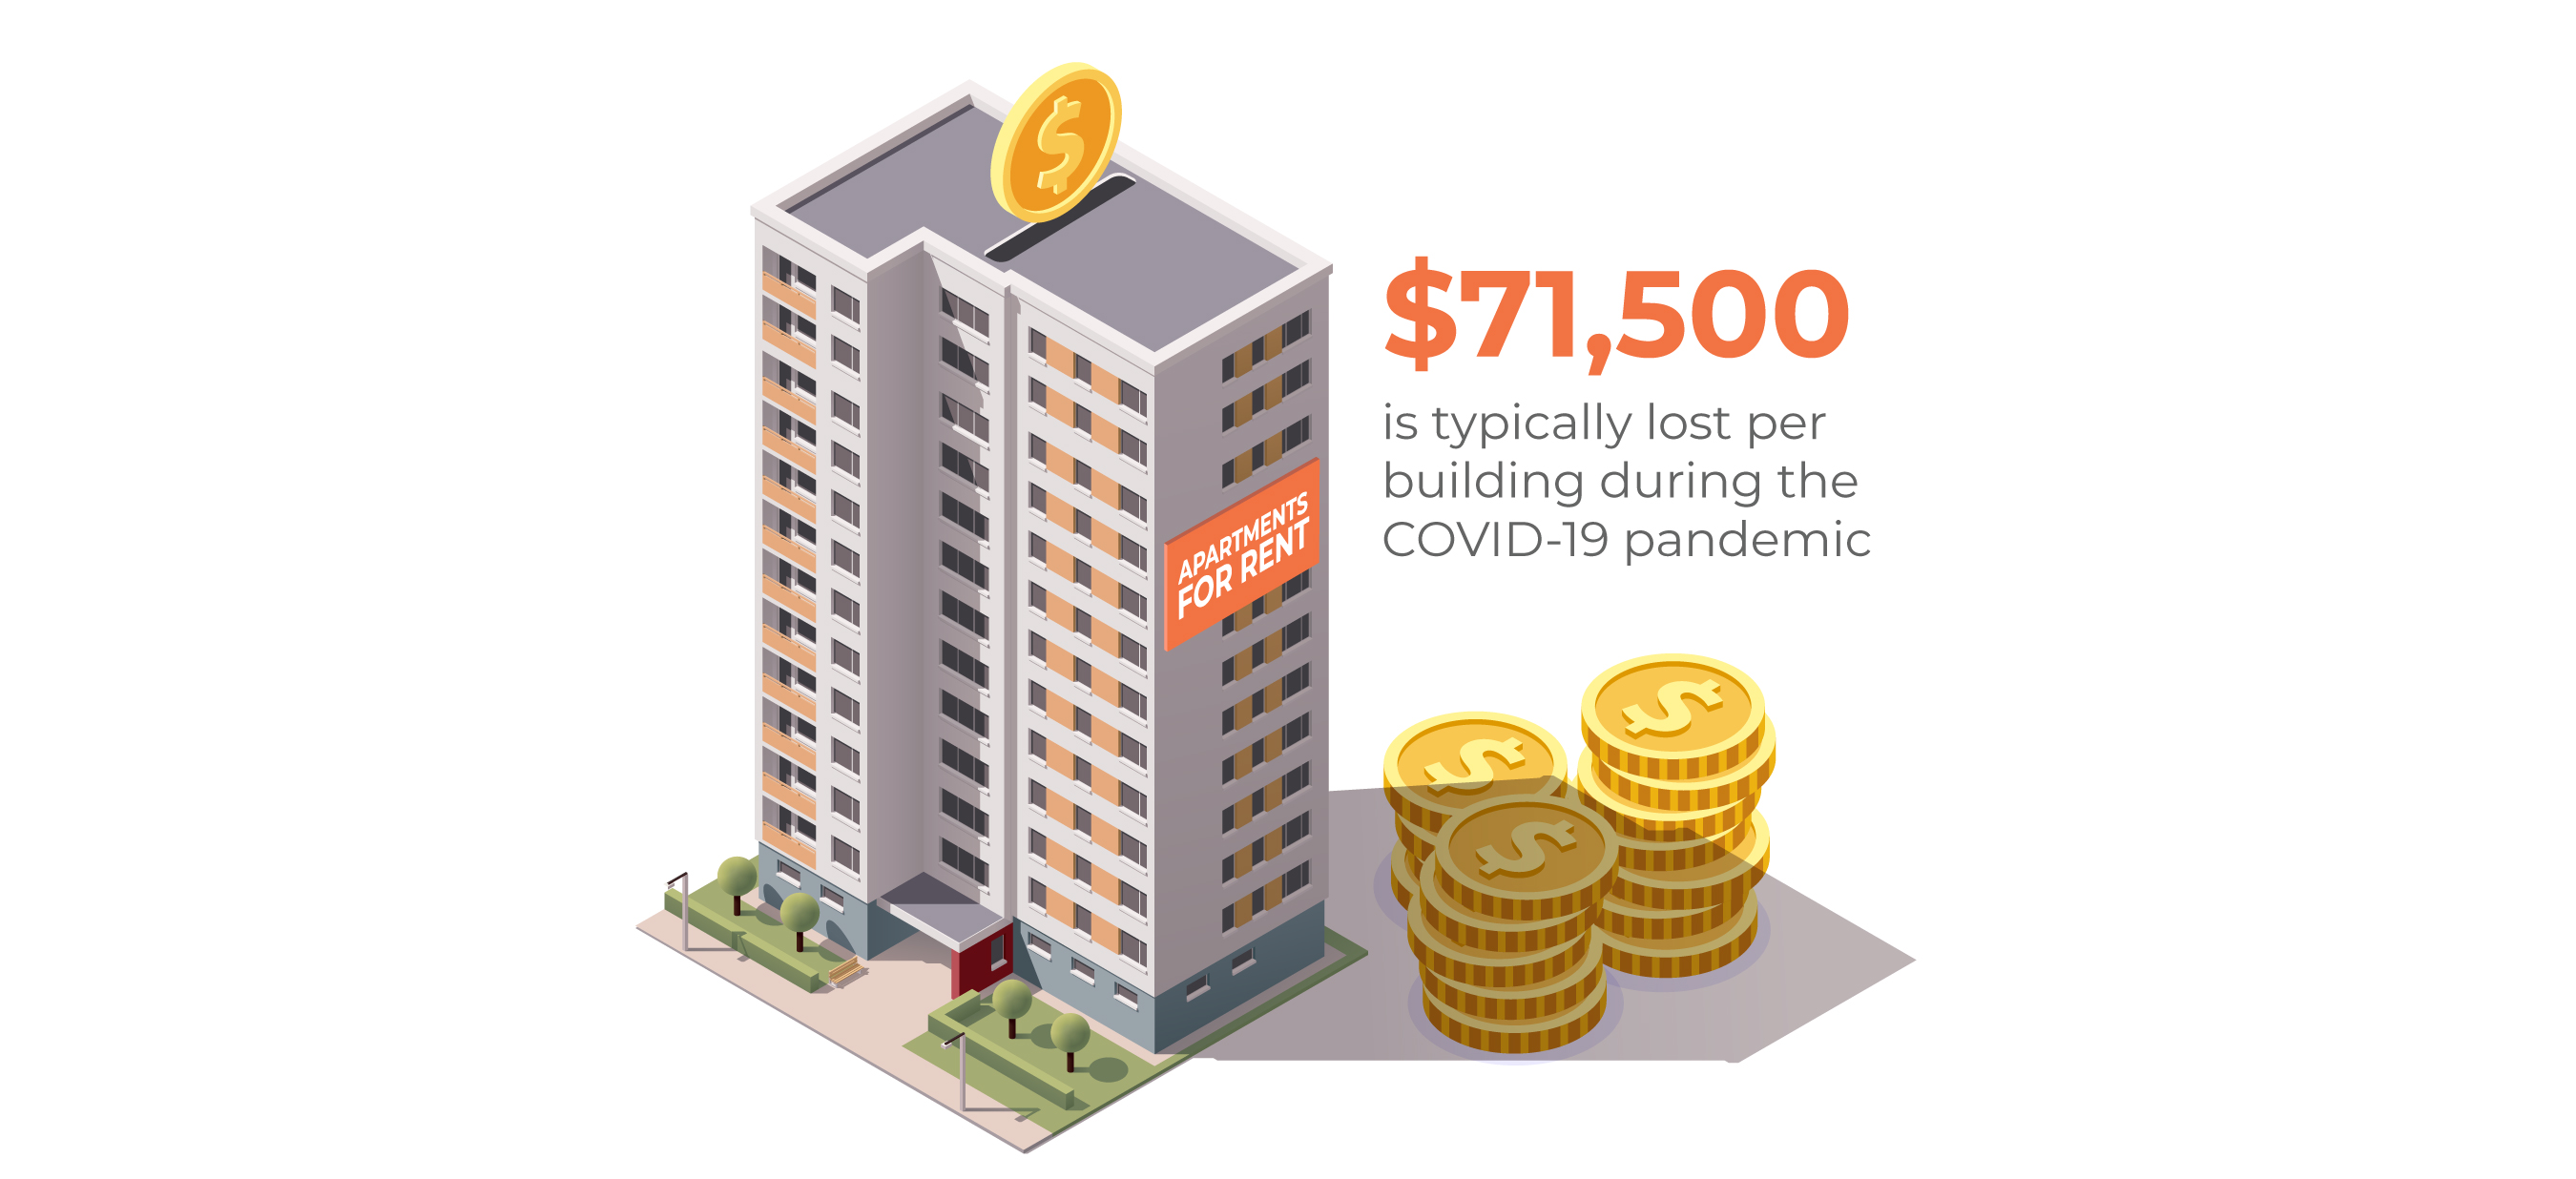 $71,500
is typically lost per
building during the
COVID-19 pandemic
APARTMENTS
FOR RENT
$
$
$
$